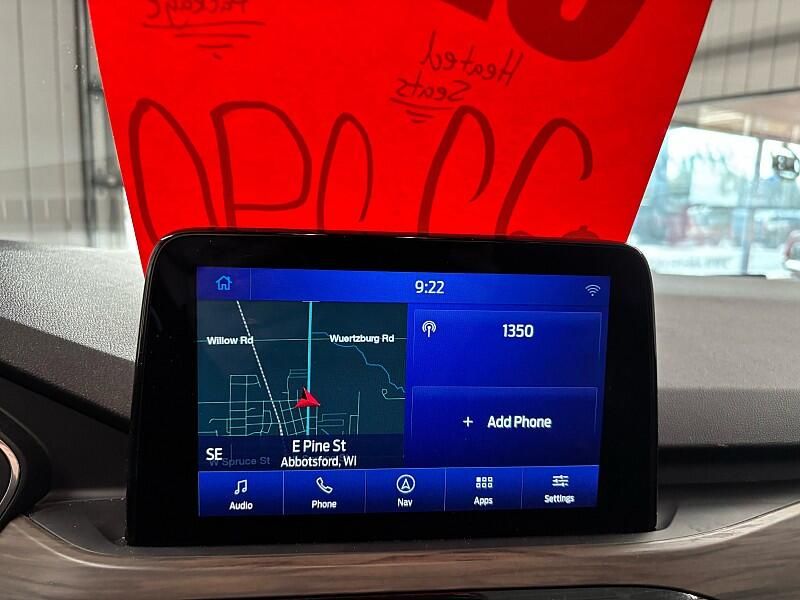 Package
Heated
Seats
9:22
Willow Rd
Wuertzburg Rd
1350
+ Add Phone
SE
E Pine St
Abbotsford, WI
W Spruce St
Audio
Phone
Nav
Apps
Settings